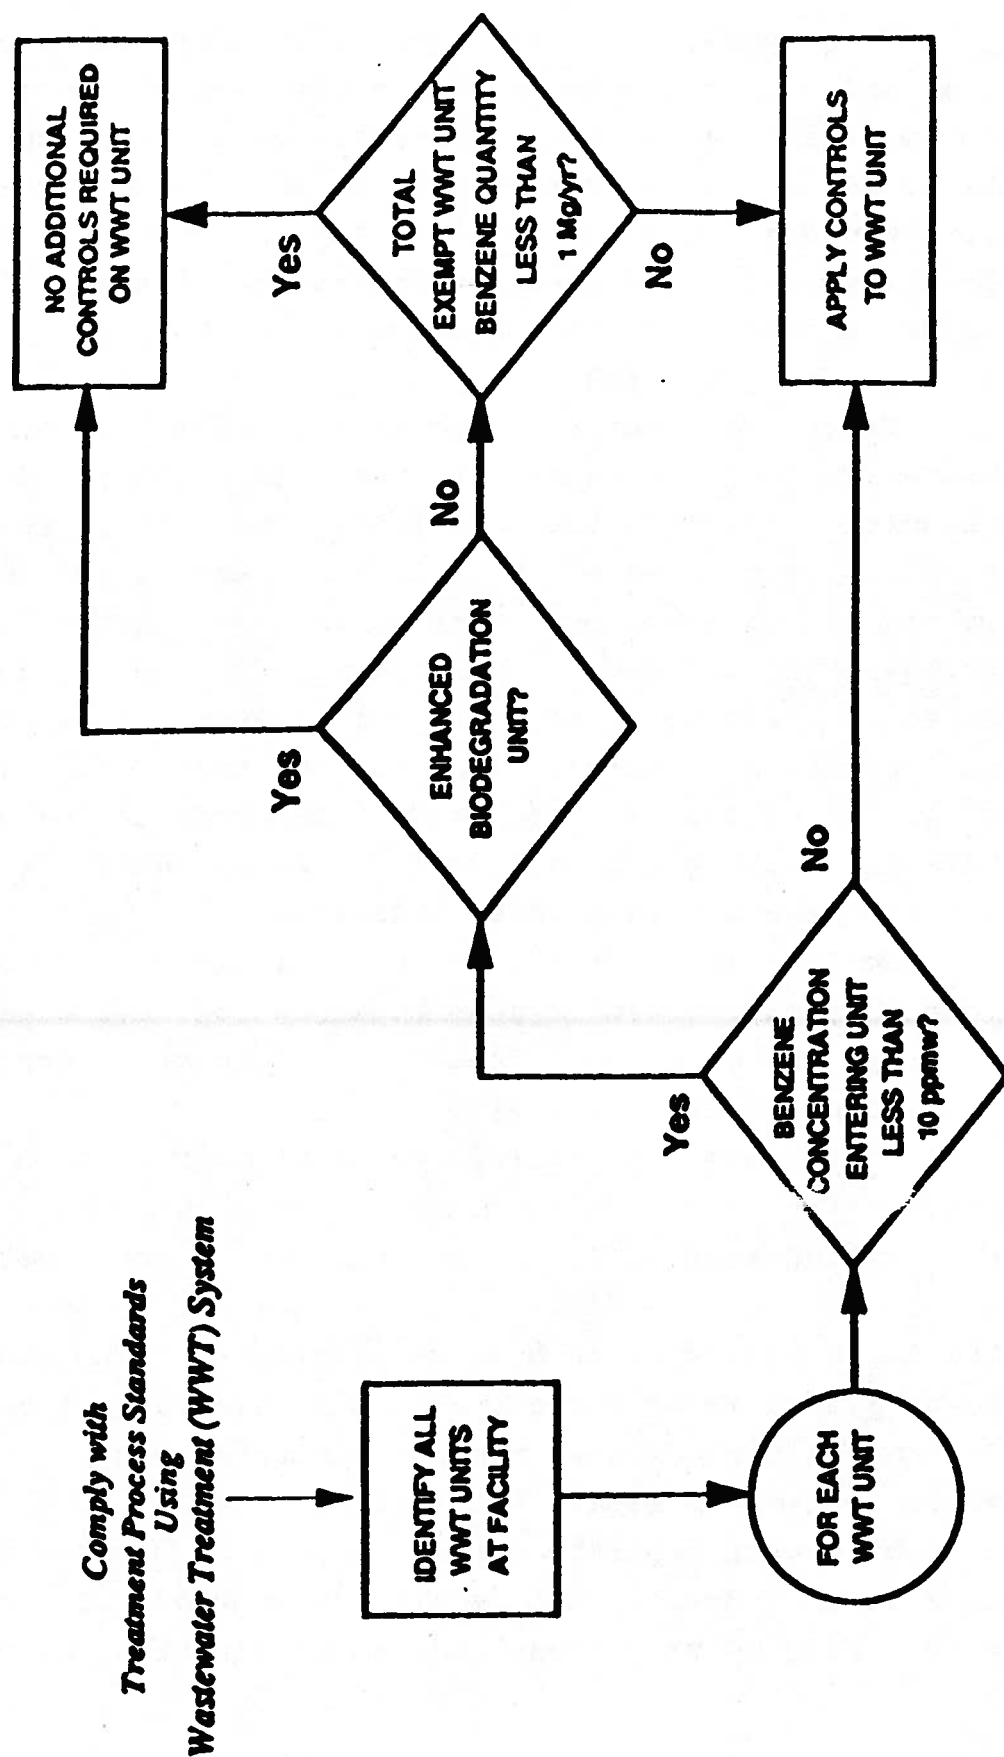 Comply with
Treatment Process Standards
Using
Wastewater Treatment (WWT) System
IDENTIFY ALL
WWT UNITS
AT FACILITY
FOR EACH
WWT UNIT
BENZENE
CONCENTRATION
ENTERING UNIT
LESS THAN
10 ppmw?
Yes
No
ENHANCED
BIODEGRADATION
UNIT?
Yes
No
TOTAL
EXEMPT WWT UNIT
BENZENE QUANTITY
LESS THAN
1 Mg/yr?
Yes
No
NO ADDITIONAL
CONTROLS REQUIRED
ON WWT UNIT
APPLY CONTROLS
TO WWT UNIT